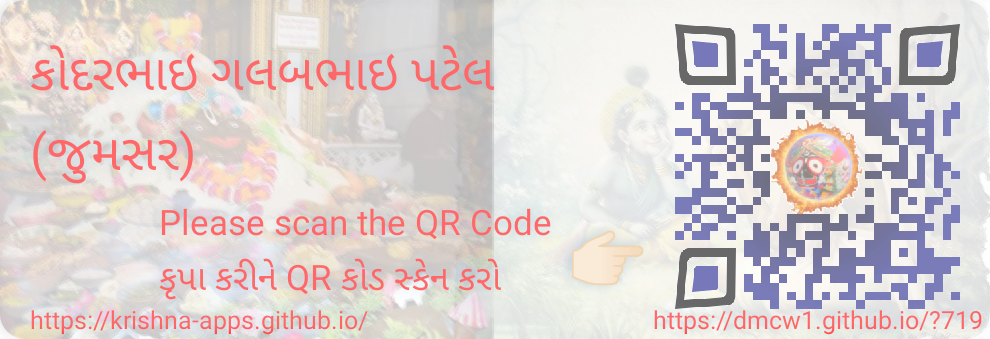 કોદરભાઇ ગલબભાઇ પટેલ
(જુમસર)
Please scan the QR Code
કૃપા કરીને QR કોડ સ્કેન કરો
https://krishna-apps.github.io/
https://dmcw1.github.io/?719